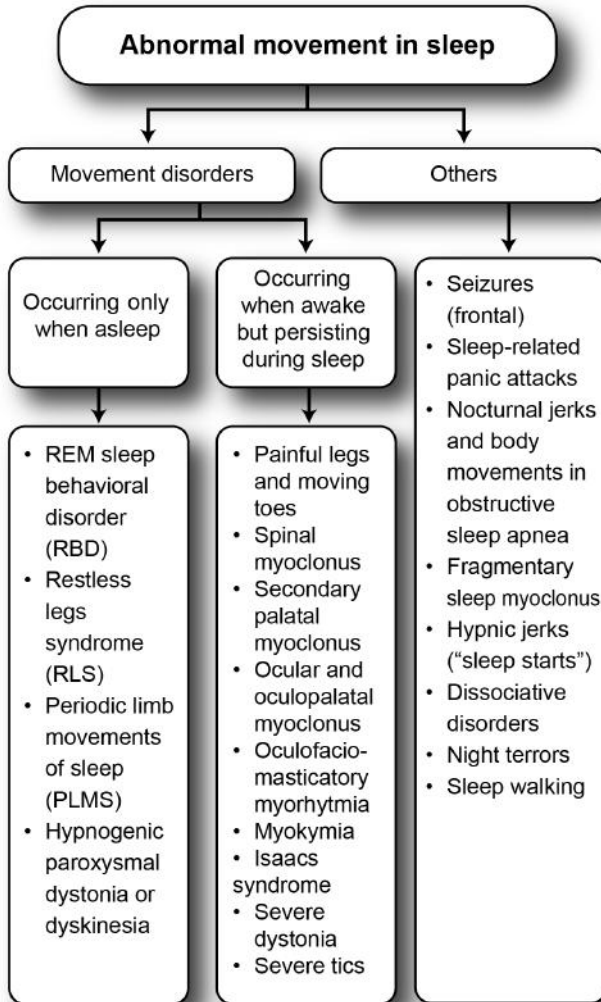 Abnormal movement in sleep
Movement disorders
Others
Occurring only
when asleep
Occurring
when awake
but persisting
during sleep
• REM sleep
behavioral
disorder
(RBD)
• Restless
legs
syndrome
(RLS)
• Periodic limb
movements
of sleep
(PLMS)
• Hypnogenic
paroxysmal
dystonia or
dyskinesia
• Painful legs
and moving
toes
• Spinal
myoclonus
• Secondary
palatal
myoclonus
• Ocular and
oculopalatal
myoclonus
• Oculofacio-
masticatory
myorhytmia
• Myokymia
• Isaacs
syndrome
• Severe
dystonia
• Severe tics
• Seizures
(frontal)
• Sleep-related
panic attacks
• Nocturnal jerks
and body
movements in
obstructive
sleep apnea
• Fragmentary
sleep myoclonus
• Hypnic jerks
(“sleep starts”)
• Dissociative
disorders
• Night terrors
• Sleep walking